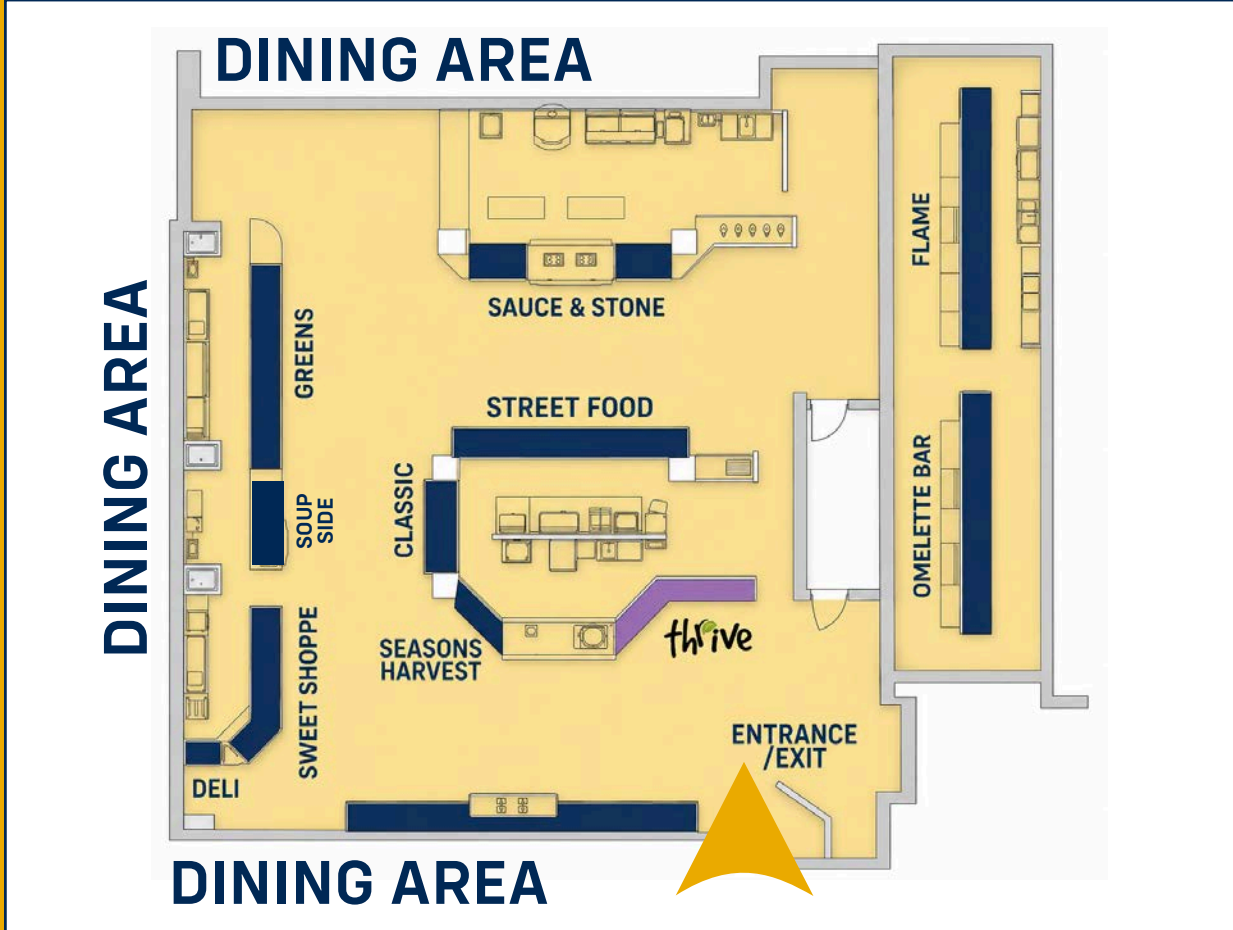 DINING AREA
DINING AREA
GREENS
SAUCE & STONE
FLAME
STREET FOOD
CLASSIC
SOUP
SIDE
OMELETTE BAR
SEASONS
HARVEST
thrive
SWEET SHOPPE
ENTRANCE
/EXIT
DELI
DINING AREA